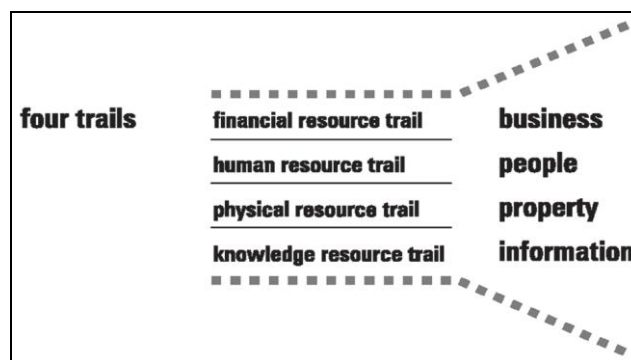 four trails financial resource trail business
human resource trail people
physical resource trail property
knowledge resource trail information